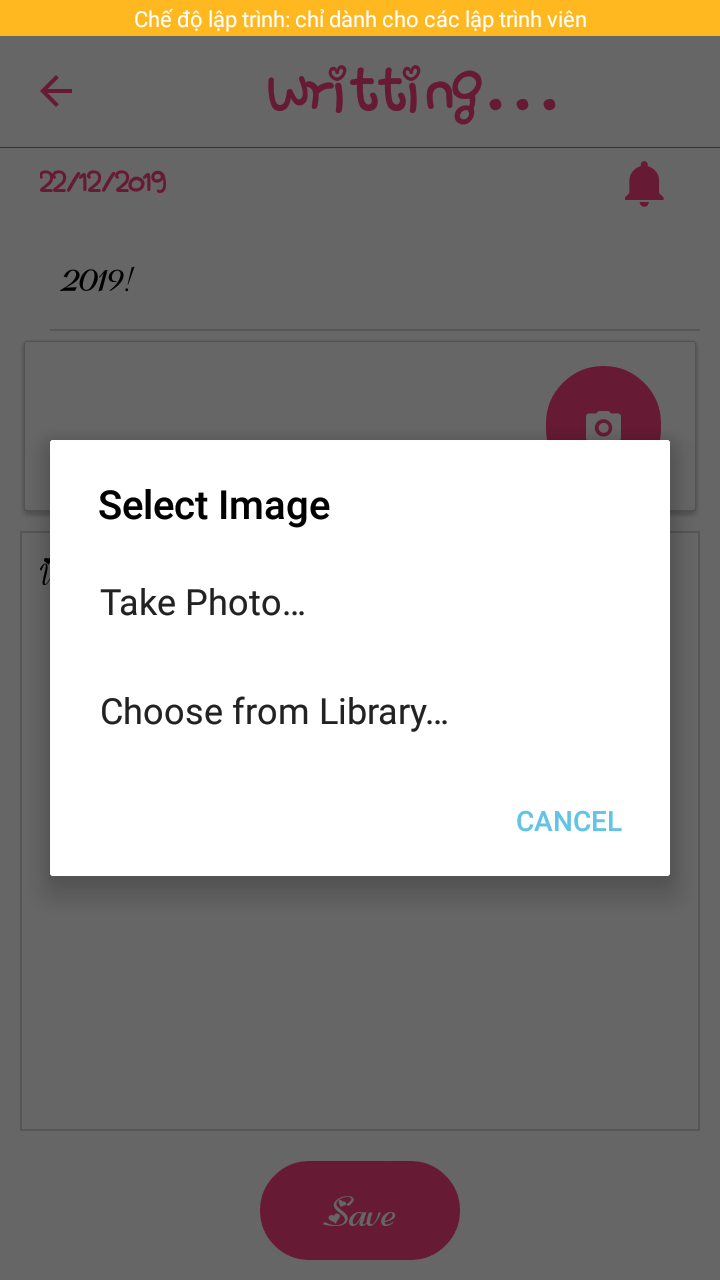 Chế độ lập trình: chỉ dành cho các lập trình viên
writting...
22/12/2019
2019!
Select Image
Take Photo...
Choose from Library...
CANCEL
Save